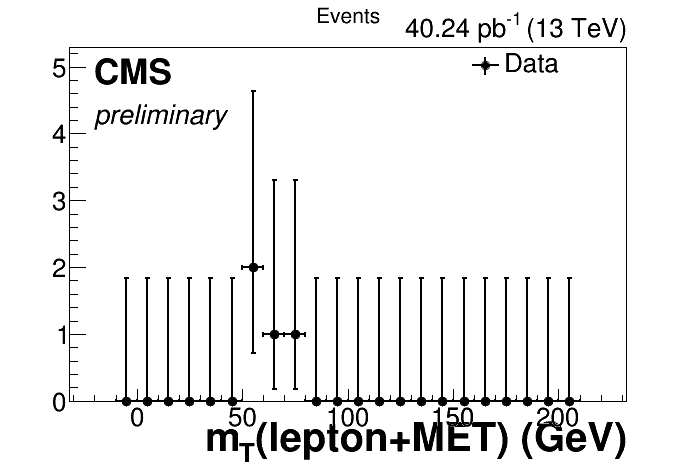 Events
40.24 pb-1 (13 TeV)
5
CMS
Data
preliminary
4
3
2
1
0
0 50 100 150 200
mT(lepton+MET) (GeV)